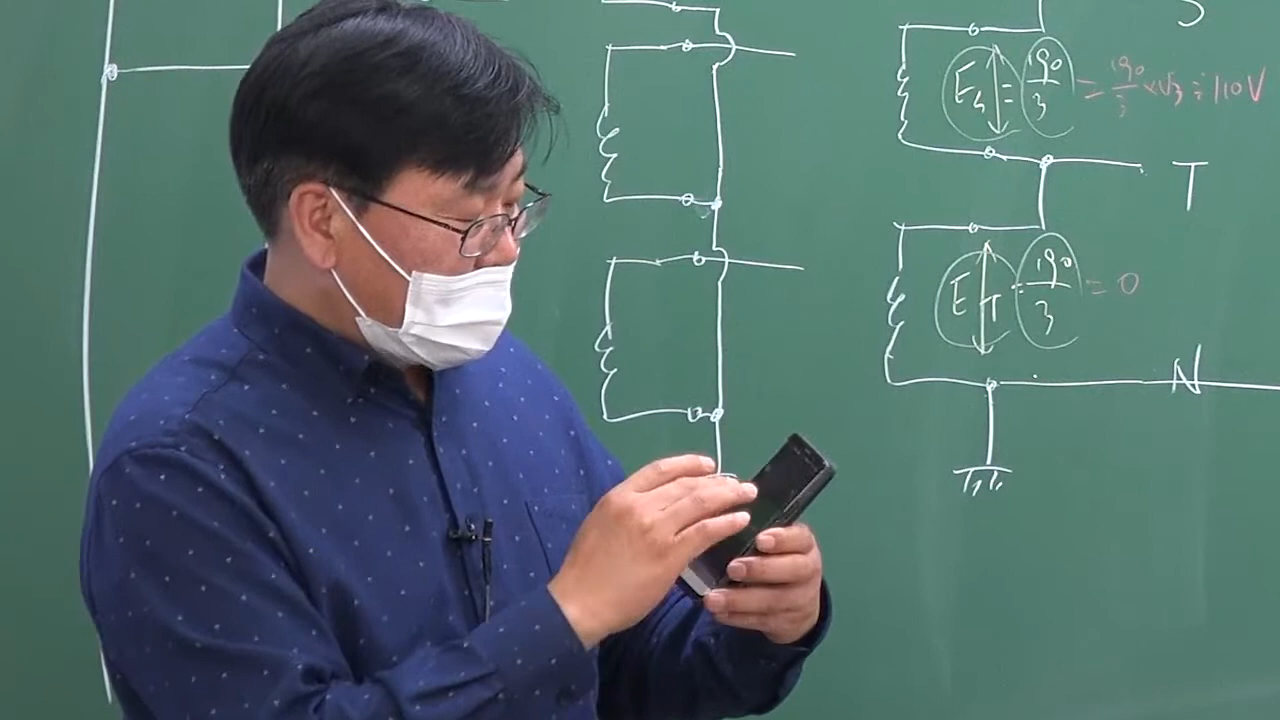 S
E_S = 190/3 = 190/3 × √3 ≒ 110V
T
E_T = 190/3 = 0
N